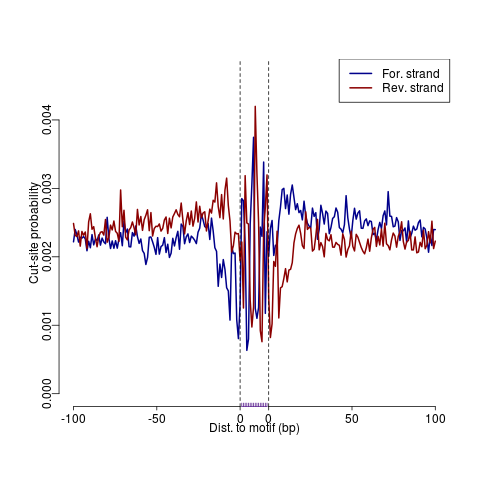 For. strand
Rev. strand
Cut-site probability
0.004
0.003
0.002
0.001
0.000
-100 -50 0 0 50 100
Dist. to motif (bp)